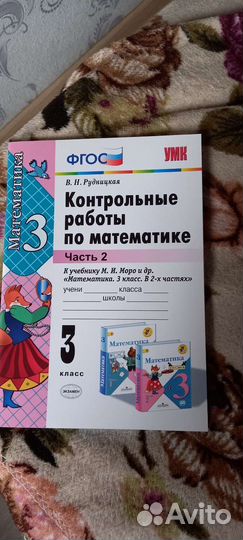 ФГОС
УМК
В. Н. Рудницкая
Математика
3
Контрольные
работы
по математике
Часть 2
К учебнику М. И. Моро и др.
«Математика. 3 класс. В 2-х частях»
учени класса
школы
3
класс
Математика
Математика
3
ЭКЗАМЕН
Avito